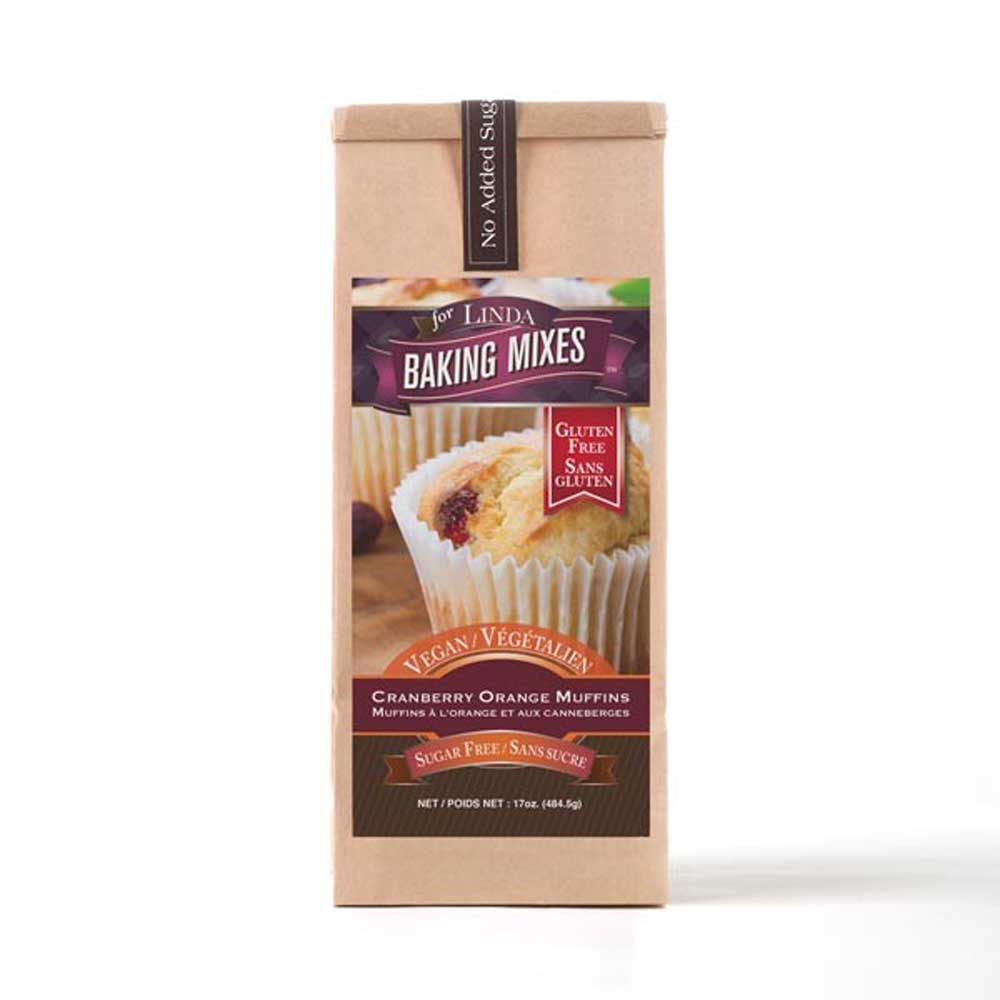 No Added
for LINDA
BAKING MIXES
TM
GLUTEN
FREE
SANS
GLUTEN
VEGAN / VÉGÉTALIEN
CRANBERRY ORANGE MUFFINS
MUFFINS À L'ORANGE ET AUX CANNEBERGES
SUGAR FREE / SANS SUCRE
NET / POIDS NET : 17oz. (484.5g)